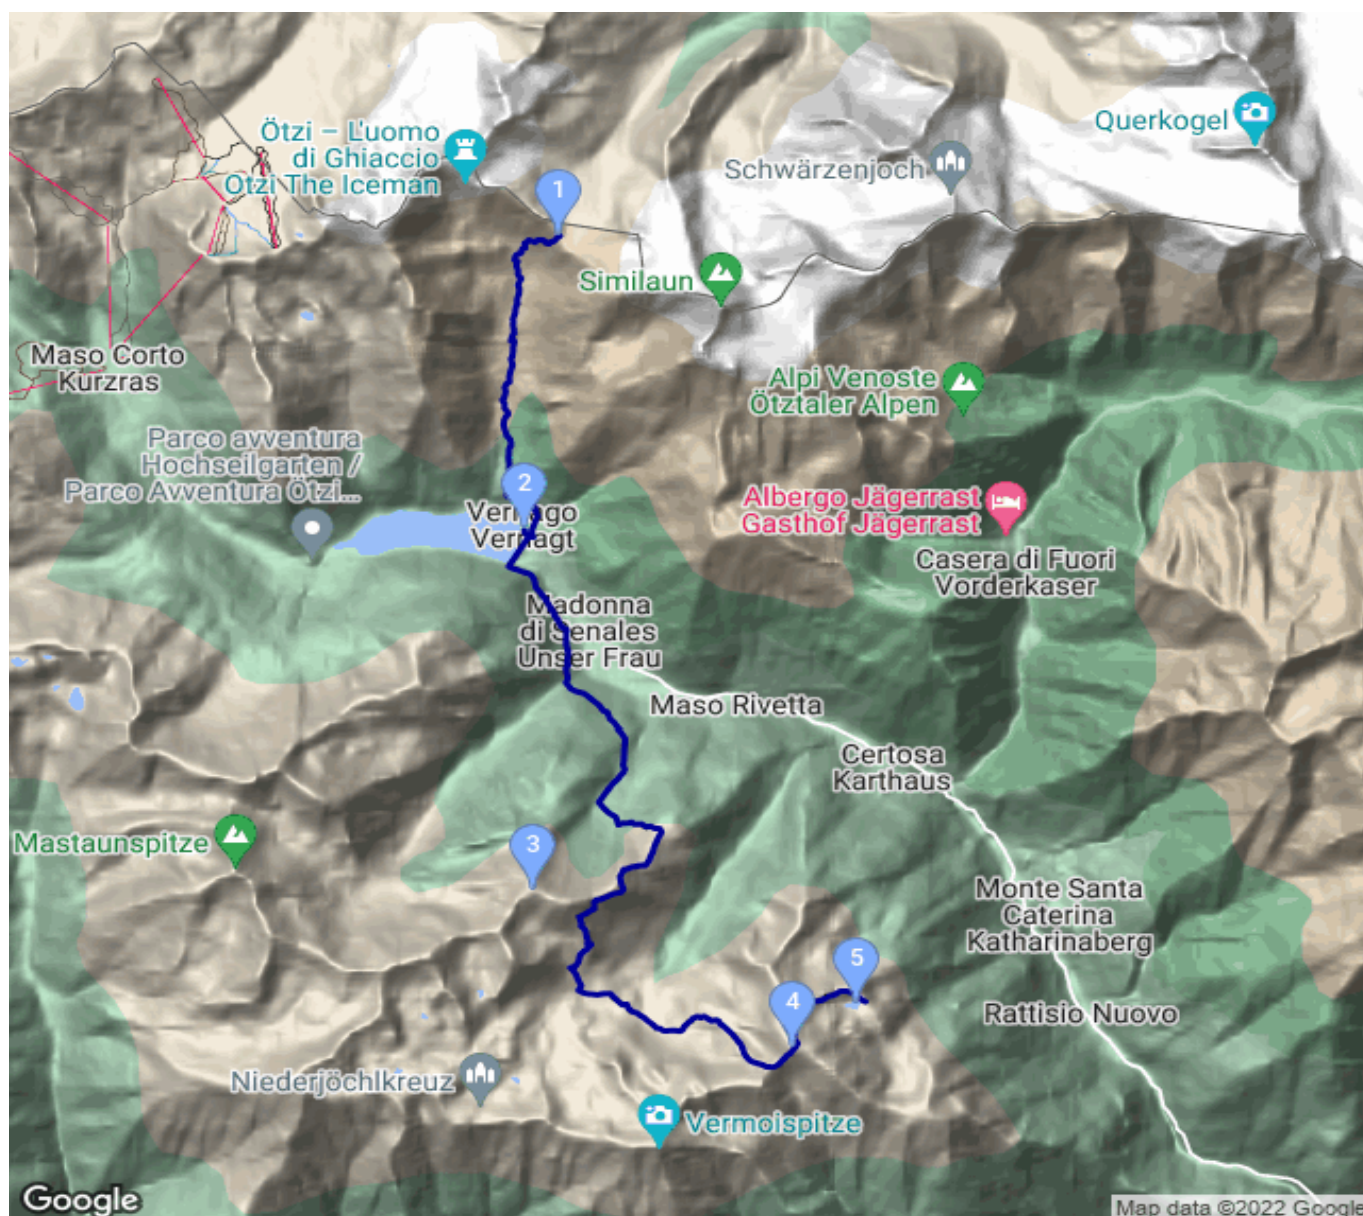 Ötzi – L'uomo
di Ghiaccio
Otzi The Iceman
1
Querkogel
Schwärzenjoch
Similaun
Maso Corto
Kurzras
Alpi Venoste
Ötztaler Alpen
Parco avventura
Hochseilgarten /
Parco Avventura Ötzi...
2
Vernago
Vernagt
Albergo Jägerrast
Gasthof Jägerrast
Casera di Fuori
Vorderkaser
Madonna
di Senales
Unser Frau
Maso Rivetta
Certosa
Karthaus
Mastaunspitze
3
Monte Santa
Caterina
Katharinaberg
5
4
Rattisio Nuovo
Niederjöchlkreuz
Vermoispitze
Google
Map data ©2022 Google